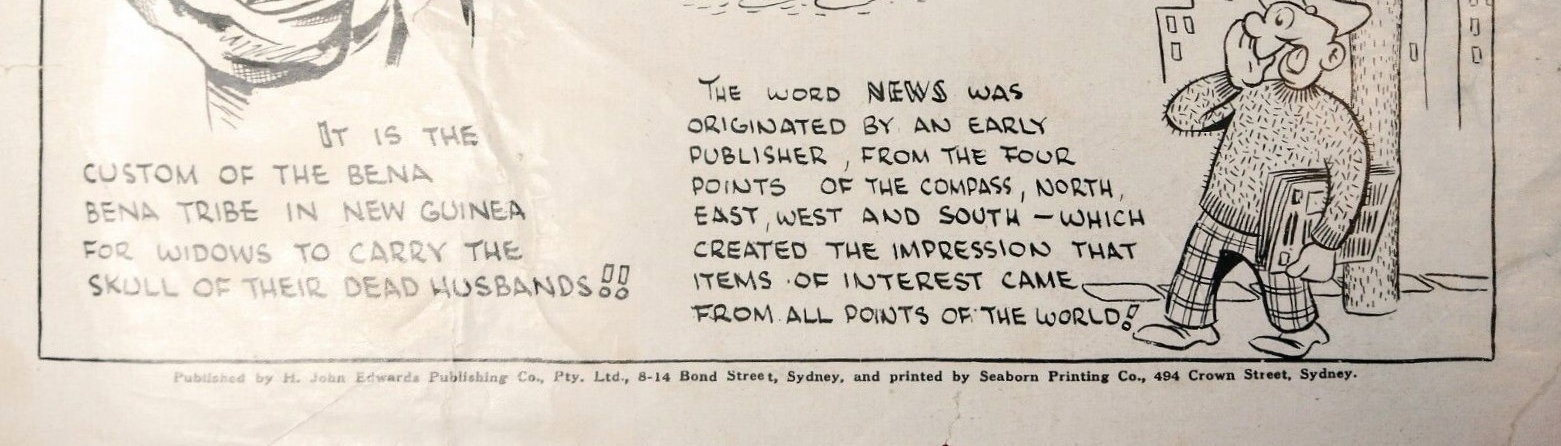 IT IS THE
CUSTOM OF THE BENA
BENA TRIBE IN NEW GUINEA
FOR WIDOWS TO CARRY THE
SKULL OF THEIR DEAD HUSBANDS!!
THE WORD NEWS WAS
ORIGINATED BY AN EARLY
PUBLISHER, FROM THE FOUR
POINTS OF THE COMPASS, NORTH,
EAST, WEST AND SOUTH — WHICH
CREATED THE IMPRESSION THAT
ITEMS OF INTEREST CAME
FROM ALL POINTS OF THE WORLD!
Published by H. John Edwards Publishing Co., Pty. Ltd., 8-14 Bond Street, Sydney, and printed by Seaborn Printing Co., 494 Crown Street, Sydney.